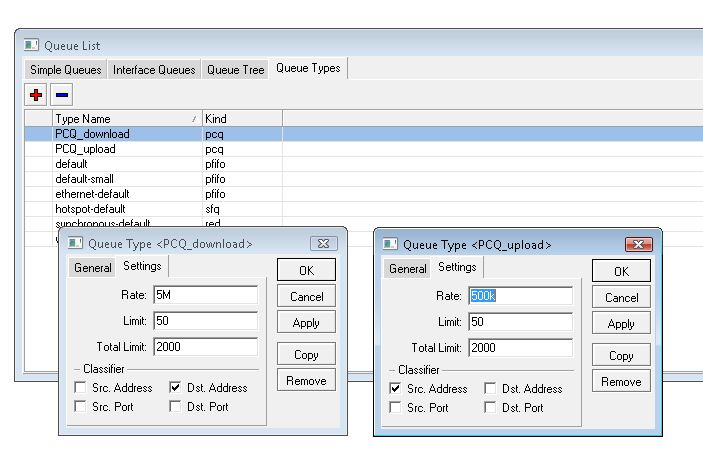 Queue List
Simple Queues Interface Queues Queue Tree Queue Types
Type Name Kind
PCQ_download pcq
PCQ_upload pcq
default pfifo
default-small pfifo
ethernet-default pfifo
hotspot-default sfq
synchronous-default red
Queue Type <PCQ_download>
General Settings
OK
Rate: 5M
Cancel
Limit: 50
Apply
Total Limit: 2000
Copy
Classifier
Remove
Src. Address Dst. Address
Src. Port Dst. Port
Queue Type <PCQ_upload>
General Settings
OK
Rate: 500k
Cancel
Limit: 50
Apply
Total Limit: 2000
Copy
Classifier
Remove
Src. Address Dst. Address
Src. Port Dst. Port